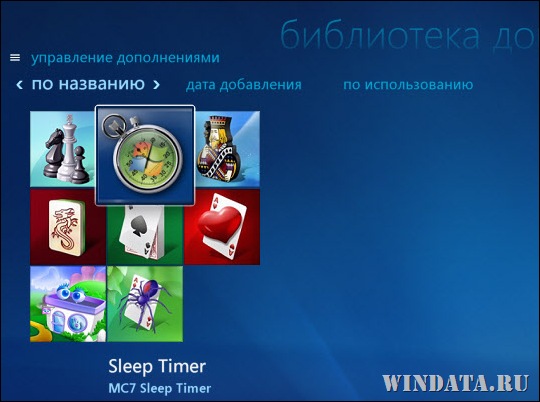 библиотека до
управление дополнениями
‹ по названию ›
дата добавления
по использованию
Sleep Timer
MC7 Sleep Timer
WINDATA.RU